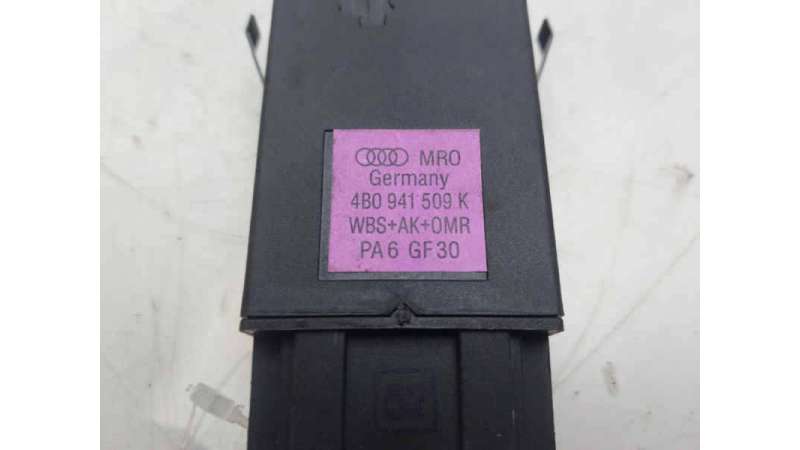 MRO
Germany
4B0 941 509 K
WBS+AK+OMR
PA6 GF30